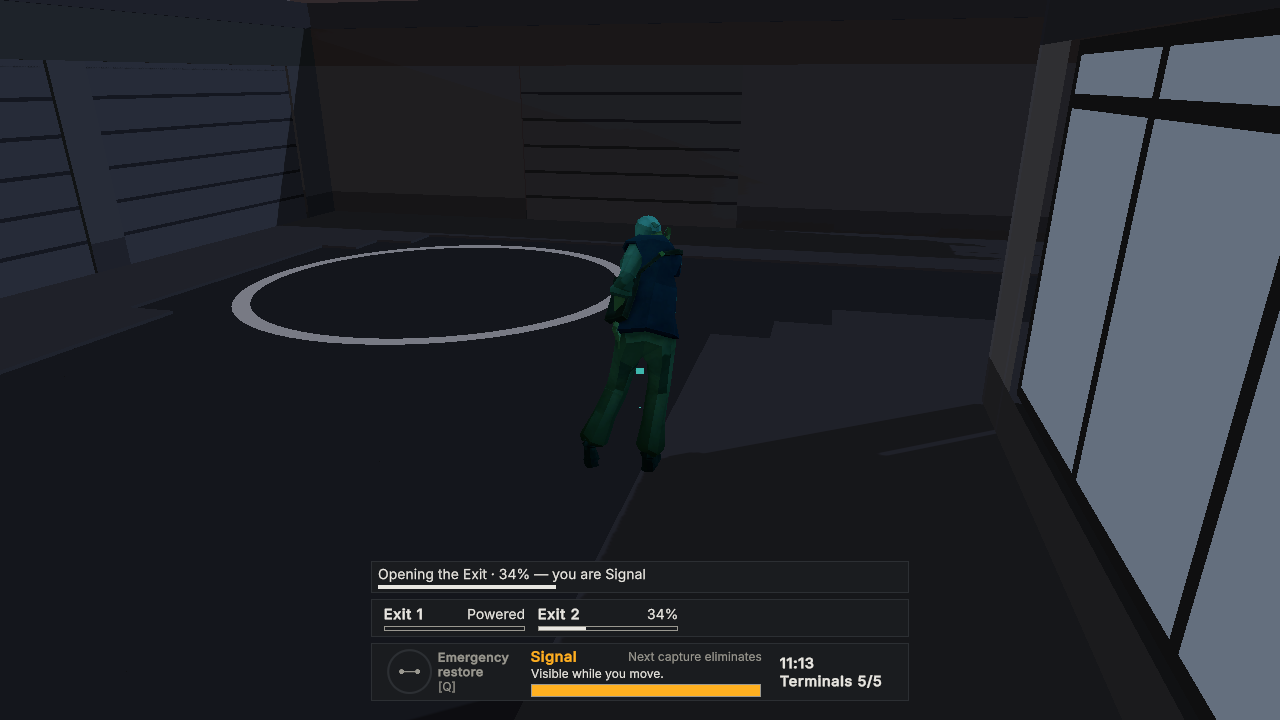 Opening the Exit · 34% — you are Signal
Exit 1 Powered Exit 2 34%
Emergency restore [Q]
Signal Next capture eliminates
Visible while you move.
11:13
Terminals 5/5